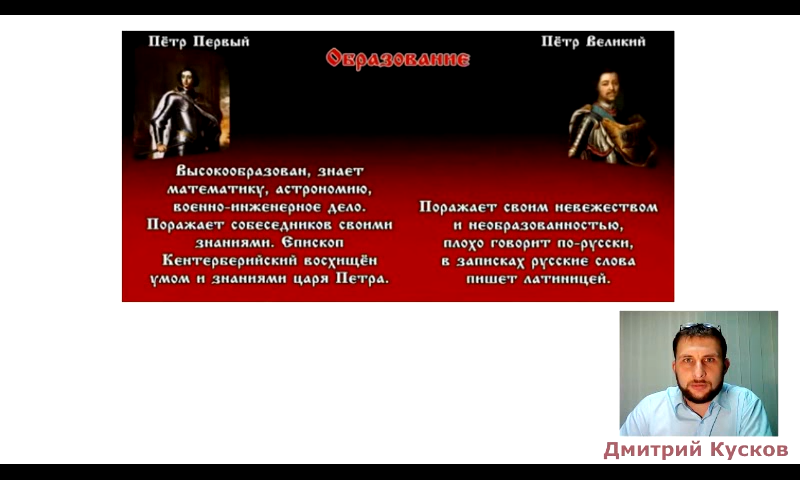 Пётр Первый
Пётр Великий
Образование
Высокообразован, знает
математику, астрономию,
военно-инженерное дело.
Поражает собеседников своими
знаниями. Епископ
Кентерберийский восхищён
умом и знаниями царя Петра.
Поражает своим невежеством
и необразованностью,
плохо говорит по-русски,
в записках русские слова
пишет латиницей.
Дмитрий Кусков